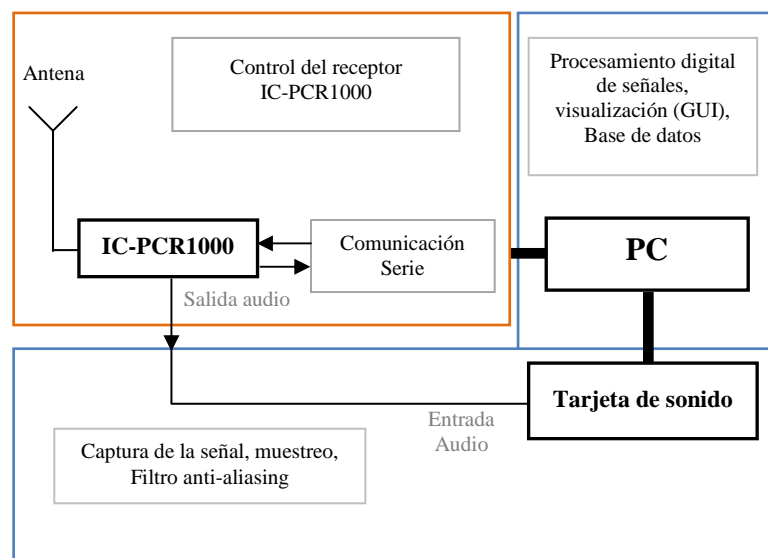 Antena
Control del receptor
IC-PCR1000
Procesamiento digital
de señales,
visualización (GUI),
Base de datos
IC-PCR1000
Comunicación
Serie
PC
Salida audio
Tarjeta de sonido
Entrada
Audio
Captura de la señal, muestreo,
Filtro anti-aliasing